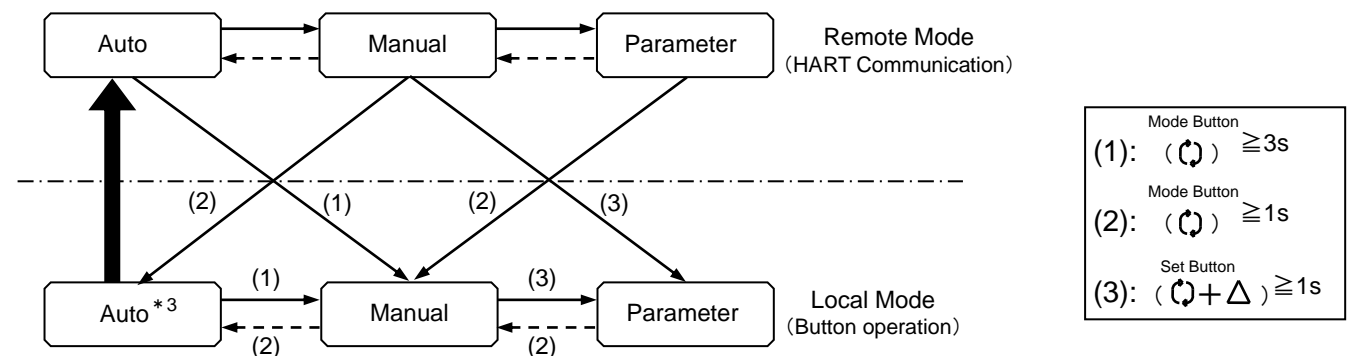 Auto
Manual
Parameter
Remote Mode
(HART Communication)
(2)
(1)
(2)
(3)
Auto*3
(1)
Manual
(3)
Parameter
(2)
(2)
Local Mode
(Button operation)
Mode Button
(1): ( ) ≧3s
Mode Button
(2): ( ) ≧1s
Set Button
(3): ( + △ ) ≧1s